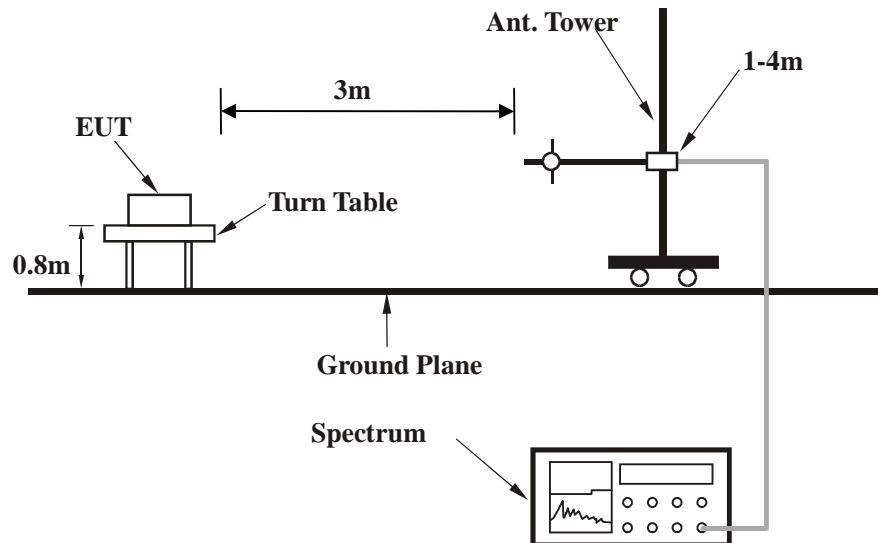 Ant. Tower
1-4m
3m
EUT
Turn Table
0.8m
Ground Plane
Spectrum